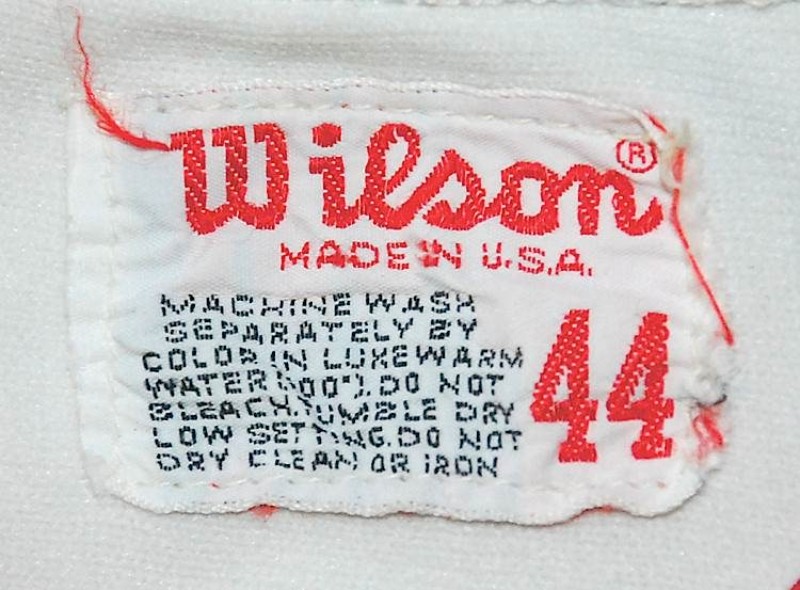 Wilson®
MADE IN U.S.A.
MACHINE WASH
SEPARATELY BY
COLOR IN LUKEWARM
WATER (100°). DO NOT
BLEACH. TUMBLE DRY
LOW SETTING. DO NOT
DRY CLEAN OR IRON
44